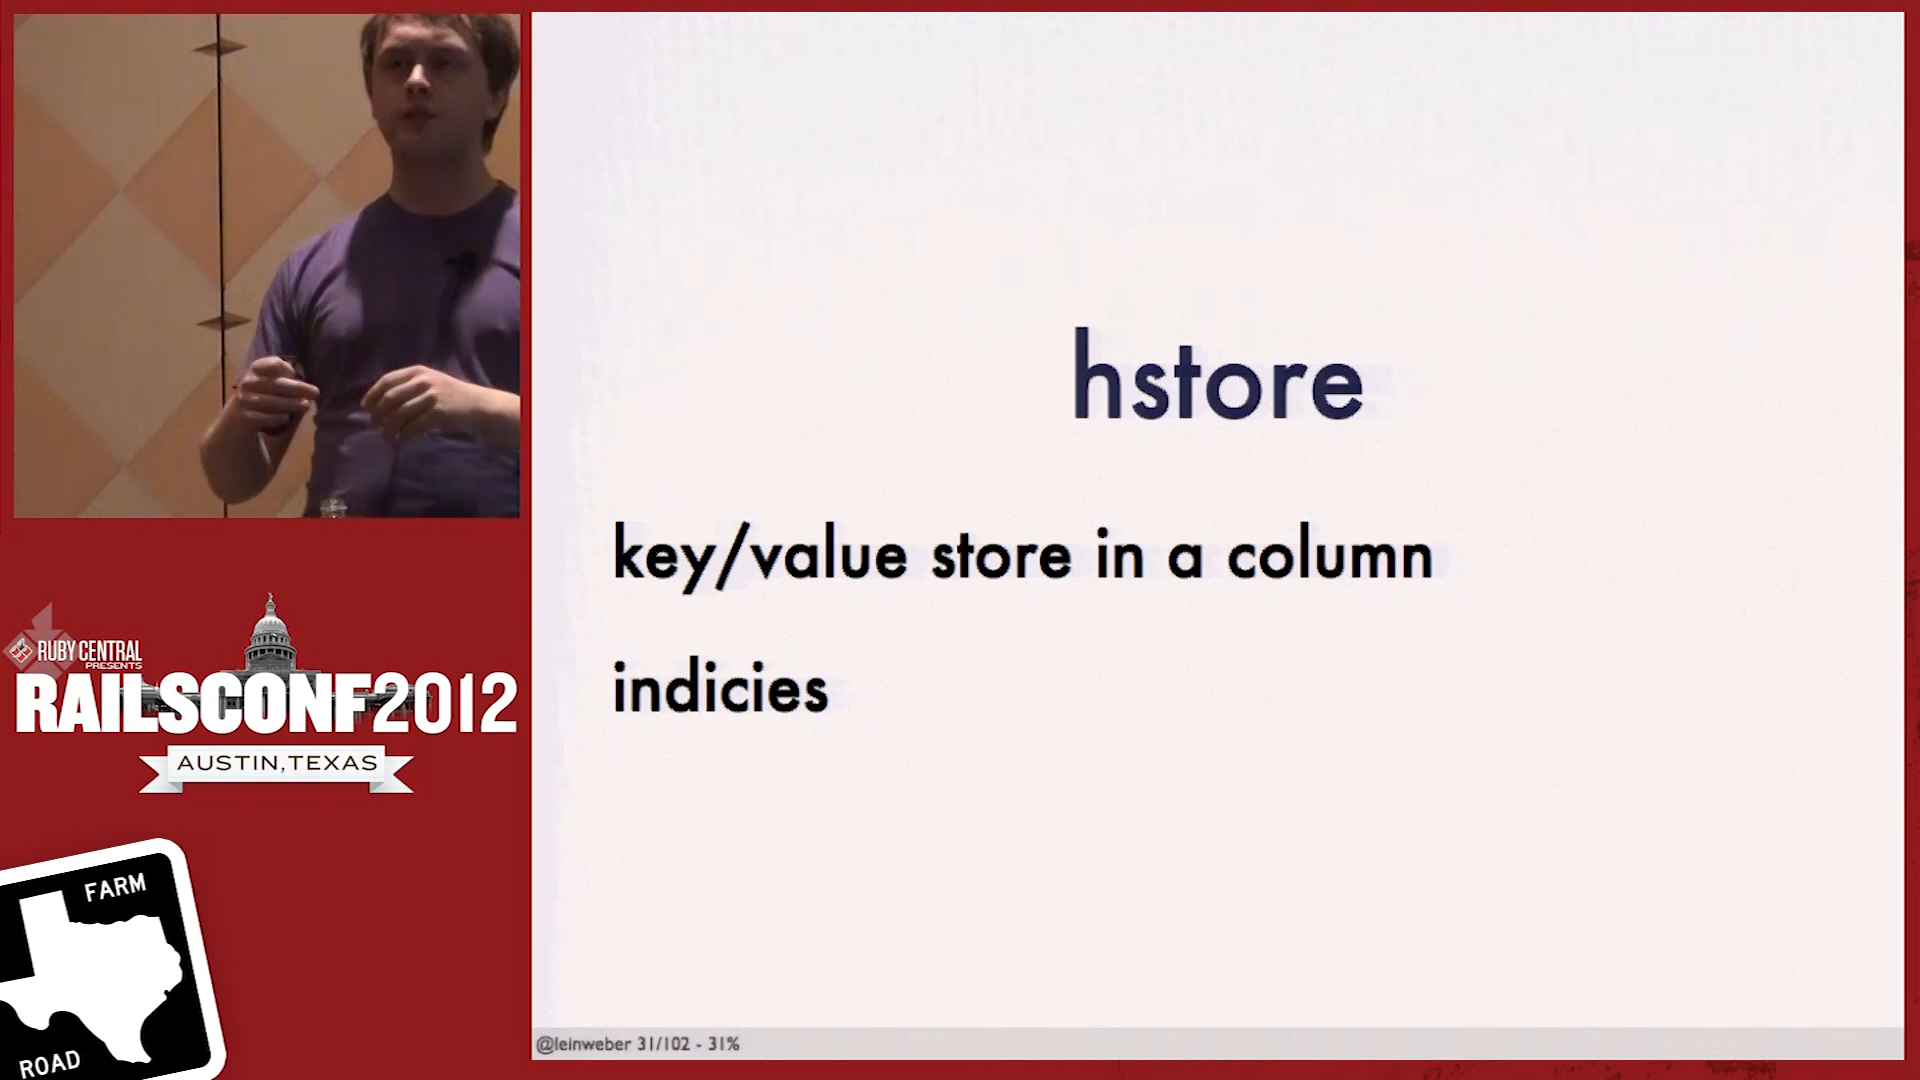 hstore
key/value store in a column
indicies
@leinweber 31/102 - 31%
RUBY CENTRAL
PRESENTS
RAILSCONF2012
AUSTIN, TEXAS
FARM
ROAD